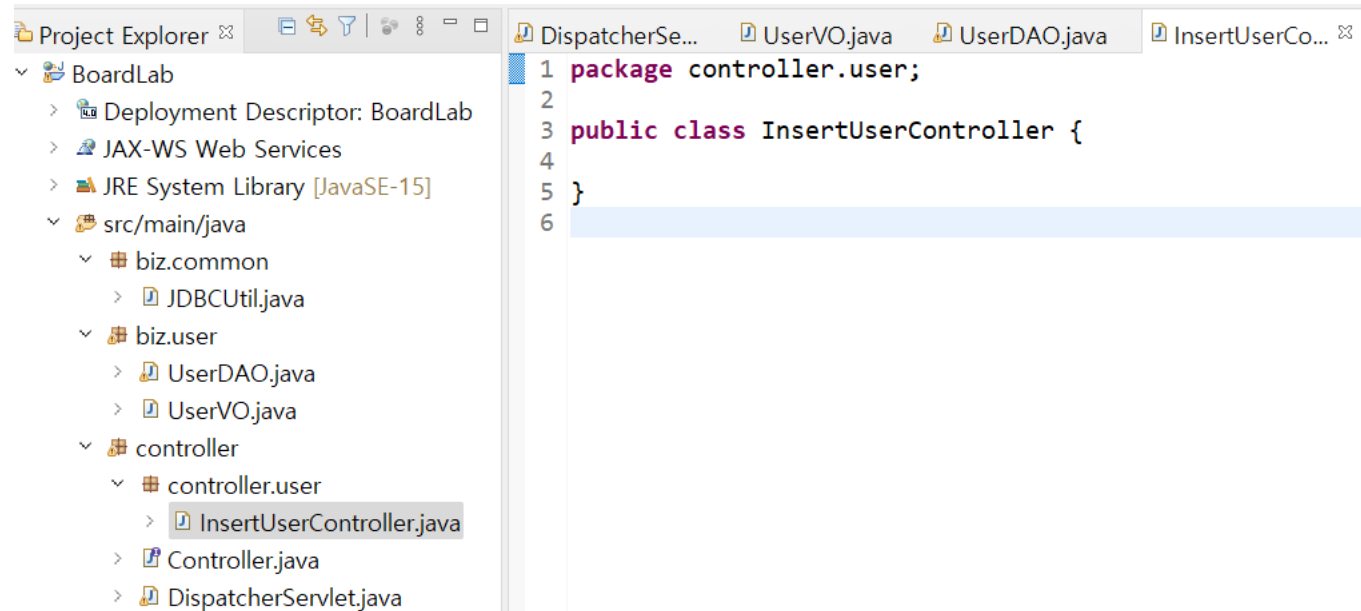 Project Explorer
BoardLab
Deployment Descriptor: BoardLab
JAX-WS Web Services
JRE System Library [JavaSE-15]
src/main/java
biz.common
JDBCUtil.java
biz.user
UserDAO.java
UserVO.java
controller
controller.user
InsertUserController.java
Controller.java
DispatcherServlet.java
DispatcherSe... UserVO.java UserDAO.java InsertUserCo...
1 package controller.user;
2
3 public class InsertUserController {
4
5 }
6